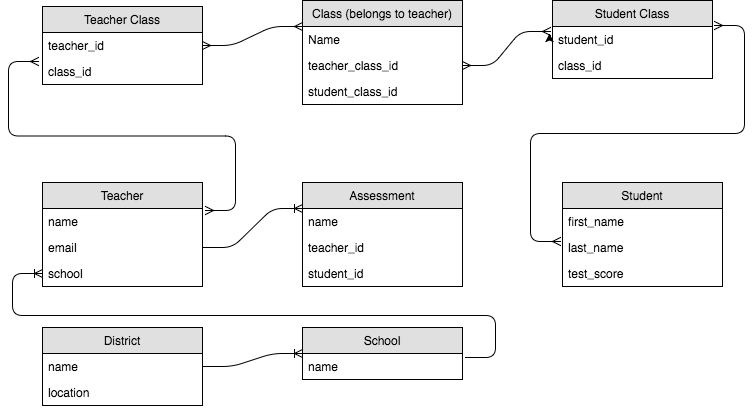 Teacher Class
teacher_id
class_id
Class (belongs to teacher)
Name
teacher_class_id
student_class_id
Student Class
student_id
class_id
Teacher
name
email
school
Assessment
name
teacher_id
student_id
Student
first_name
last_name
test_score
District
name
location
School
name